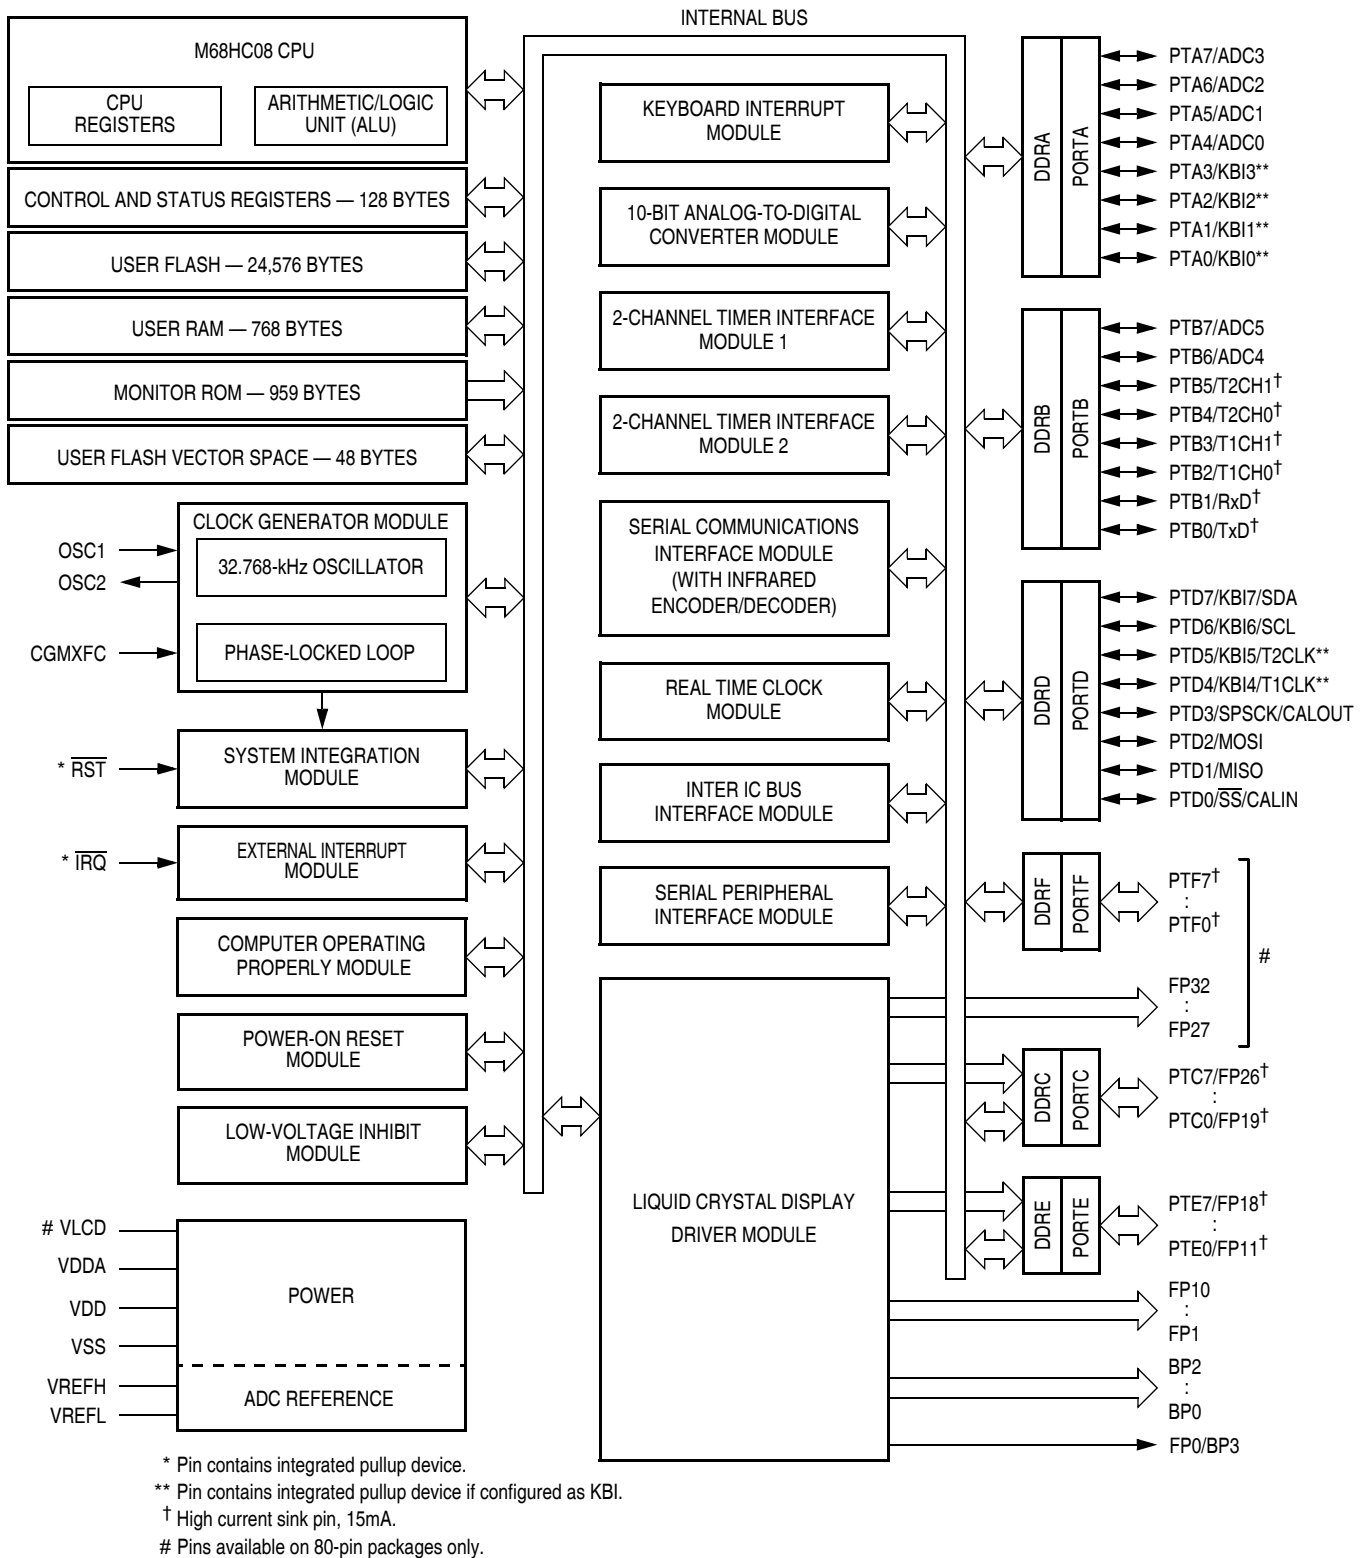 INTERNAL BUS
M68HC08 CPU
CPU
REGISTERS
ARITHMETIC/LOGIC
UNIT (ALU)
CONTROL AND STATUS REGISTERS — 128 BYTES
USER FLASH — 24,576 BYTES
USER RAM — 768 BYTES
MONITOR ROM — 959 BYTES
USER FLASH VECTOR SPACE — 48 BYTES
CLOCK GENERATOR MODULE
32.768-kHz OSCILLATOR
PHASE-LOCKED LOOP
OSC1
OSC2
CGMXFC
SYSTEM INTEGRATION
MODULE
* R̅S̅T̅
EXTERNAL INTERRUPT
MODULE
* I̅R̅Q̅
COMPUTER OPERATING
PROPERLY MODULE
POWER-ON RESET
MODULE
LOW-VOLTAGE INHIBIT
MODULE
# VLCD
VDDA
VDD
VSS
VREFH
VREFL
POWER
ADC REFERENCE
KEYBOARD INTERRUPT
MODULE
10-BIT ANALOG-TO-DIGITAL
CONVERTER MODULE
2-CHANNEL TIMER INTERFACE
MODULE 1
2-CHANNEL TIMER INTERFACE
MODULE 2
SERIAL COMMUNICATIONS
INTERFACE MODULE
(WITH INFRARED
ENCODER/DECODER)
REAL TIME CLOCK
MODULE
INTER IC BUS
INTERFACE MODULE
SERIAL PERIPHERAL
INTERFACE MODULE
LIQUID CRYSTAL DISPLAY
DRIVER MODULE
DDRA
PORTA
PTA7/ADC3
PTA6/ADC2
PTA5/ADC1
PTA4/ADC0
PTA3/KBI3**
PTA2/KBI2**
PTA1/KBI1**
PTA0/KBI0**
DDRB
PORTB
PTB7/ADC5
PTB6/ADC4
PTB5/T2CH1†
PTB4/T2CH0†
PTB3/T1CH1†
PTB2/T1CH0†
PTB1/RxD†
PTB0/TxD†
DDRD
PORTD
PTD7/KBI7/SDA
PTD6/KBI6/SCL
PTD5/KBI5/T2CLK**
PTD4/KBI4/T1CLK**
PTD3/SPSCK/CALOUT
PTD2/MOSI
PTD1/MISO
PTD0/S̅S̅/CALIN
DDRF
PORTF
PTF7†
:
PTF0†
#
FP32
:
FP27
DDRC
PORTC
PTC7/FP26†
:
PTC0/FP19†
DDRE
PORTE
PTE7/FP18†
:
PTE0/FP11†
FP10
:
FP1
BP2
:
BP0
FP0/BP3
* Pin contains integrated pullup device.
** Pin contains integrated pullup device if configured as KBI.
† High current sink pin, 15mA.
# Pins available on 80-pin packages only.